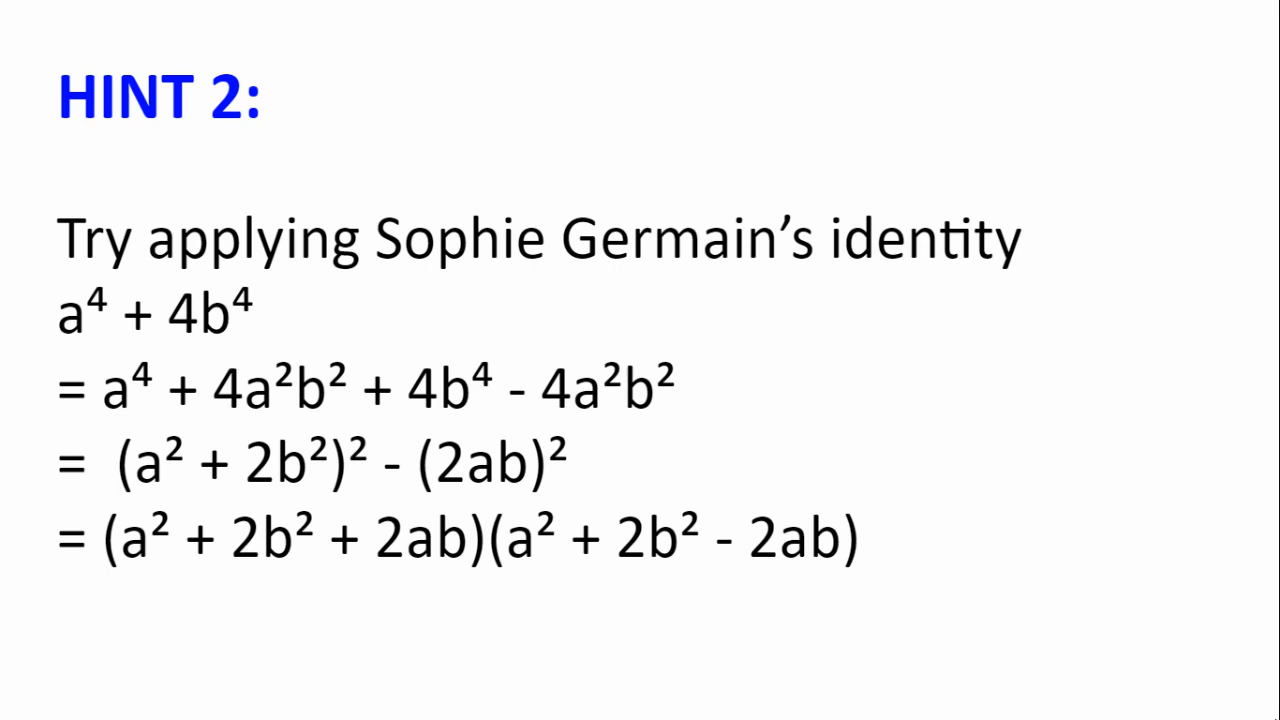 HINT 2:
Try applying Sophie Germain’s identity
a⁴ + 4b⁴
= a⁴ + 4a²b² + 4b⁴ - 4a²b²
= (a² + 2b²)² - (2ab)²
= (a² + 2b² + 2ab)(a² + 2b² - 2ab)